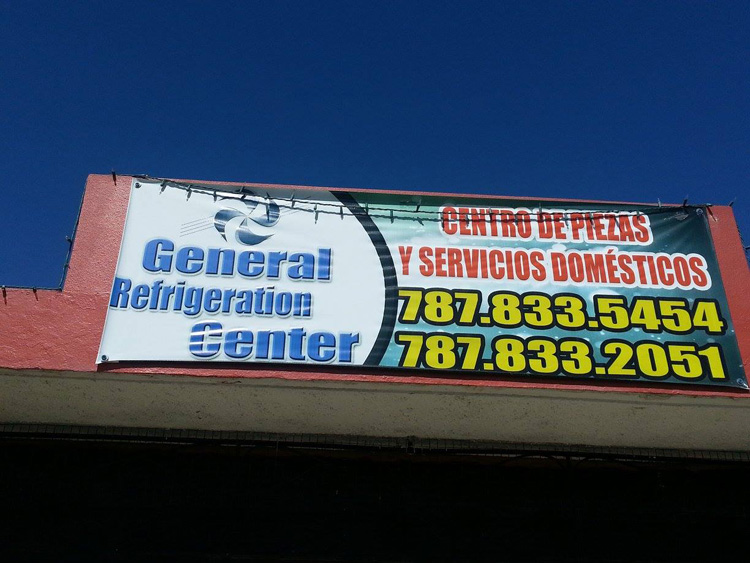 General
Refrigeration
Center
CENTRO DE PIEZAS
Y SERVICIOS DOMÉSTICOS
787.833.5454
787.833.2051